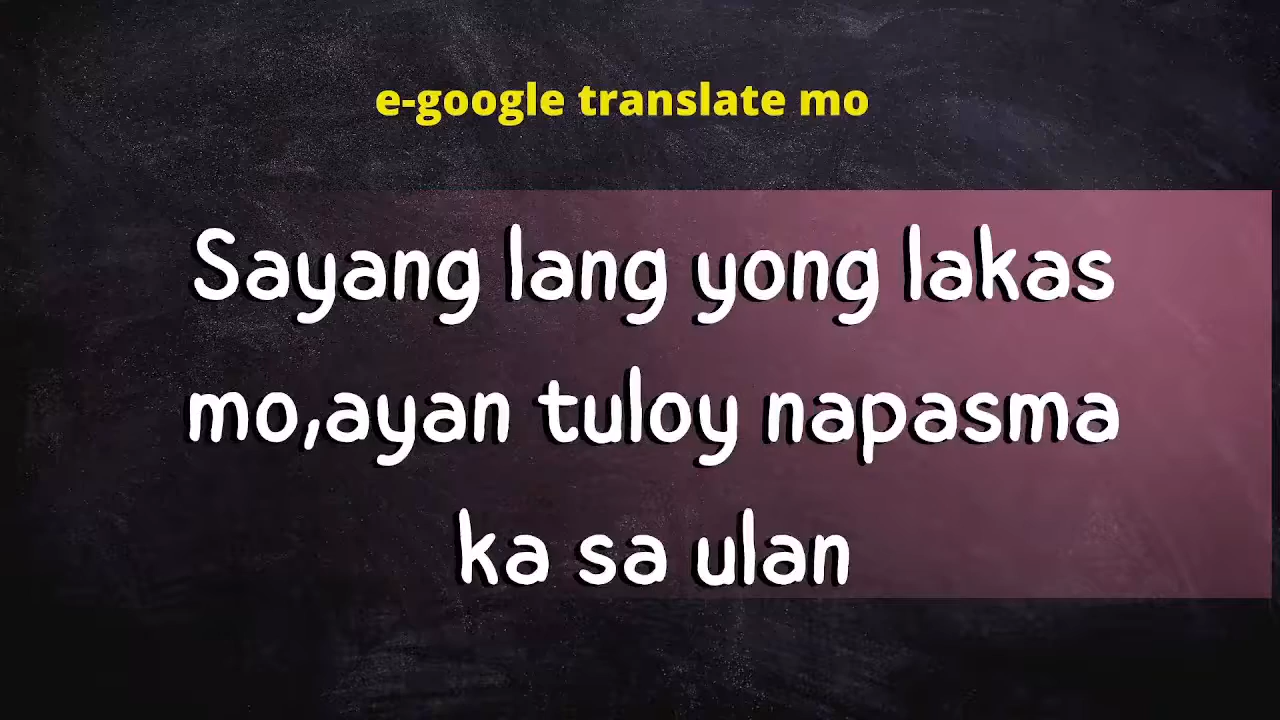 e-google translate mo
Sayang lang yong lakas
mo,ayan tuloy napasma
ka sa ulan